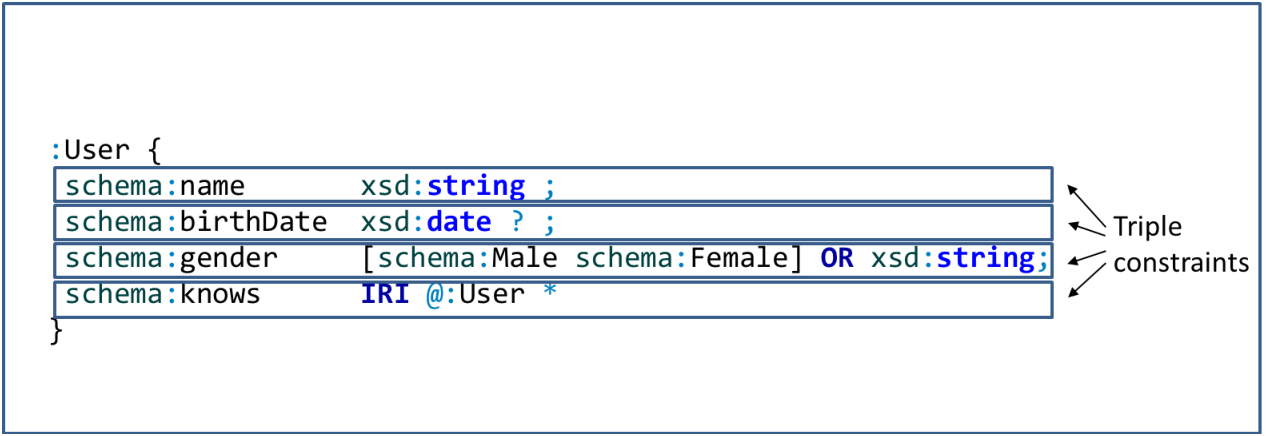 :User {
schema:name xsd:string ;
schema:birthDate xsd:date ? ;
schema:gender [schema:Male schema:Female] OR xsd:string;
schema:knows IRI @:User *
}
Triple
constraints